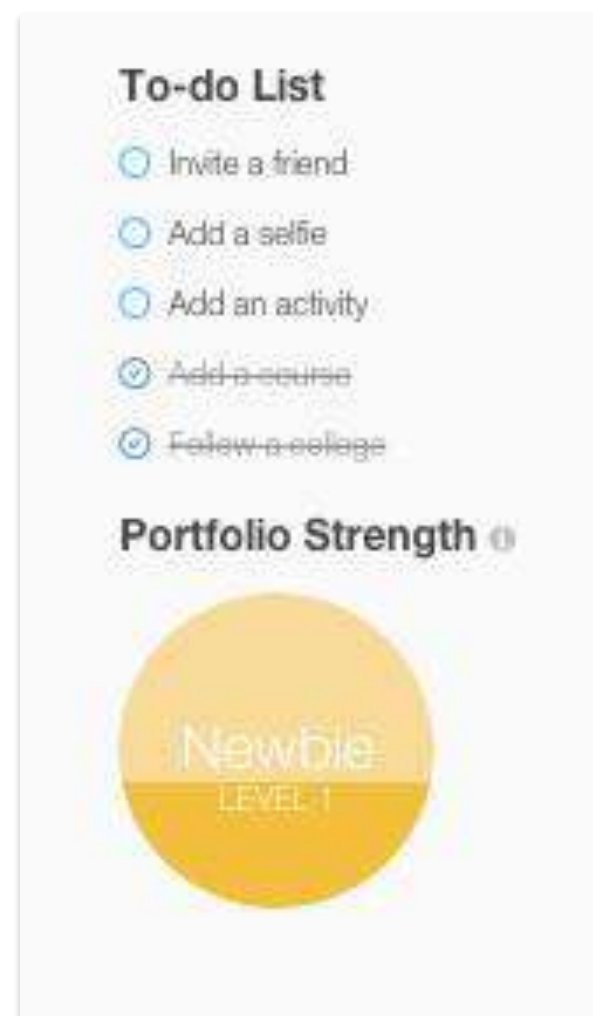 To-do List
Invite a friend
Add a selfie
Add an activity
Add a course
Follow a college
Portfolio Strength
Newbie
LEVEL 1